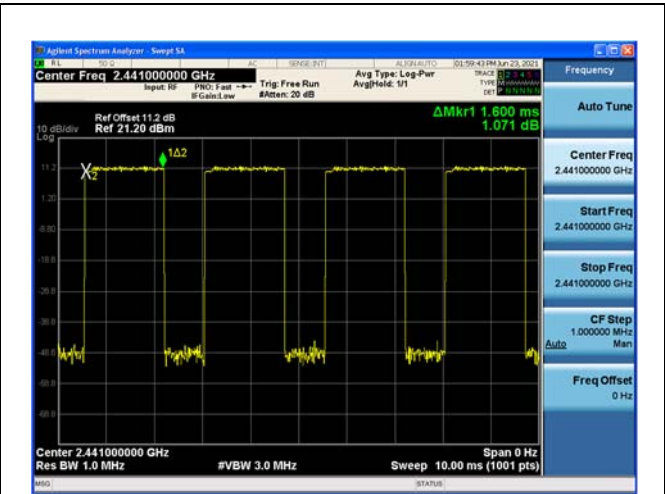 Agilent Spectrum Analyzer - Swept SA
RL 50 Ω AC SENSE:INT ALIGNAUTO 01:59:43 PM Jun 23, 2021
Center Freq 2.441000000 GHz
Input: RF PNO: Fast Trig: Free Run Avg Type: Log-Pwr TRACE 1 2 3 4 5 6
IFGain:Low #Atten: 20 dB Avg|Hold: 1/1 TYPE
DET P N N N N N
ΔMkr1 1.600 ms
1.071 dB
Ref Offset 11.2 dB
10 dB/div Ref 21.20 dBm
Log
1Δ2
X2
11.2
1.20
-8.80
-18.8
-28.8
-38.8
-48.8
-58.8
-68.8
Center 2.441000000 GHz Span 0 Hz
Res BW 1.0 MHz #VBW 3.0 MHz Sweep 10.00 ms (1001 pts)
MSG STATUS
Frequency
Auto Tune
Center Freq
2.441000000 GHz
Start Freq
2.441000000 GHz
Stop Freq
2.441000000 GHz
CF Step
1.000000 MHz
Auto Man
Freq Offset
0 Hz